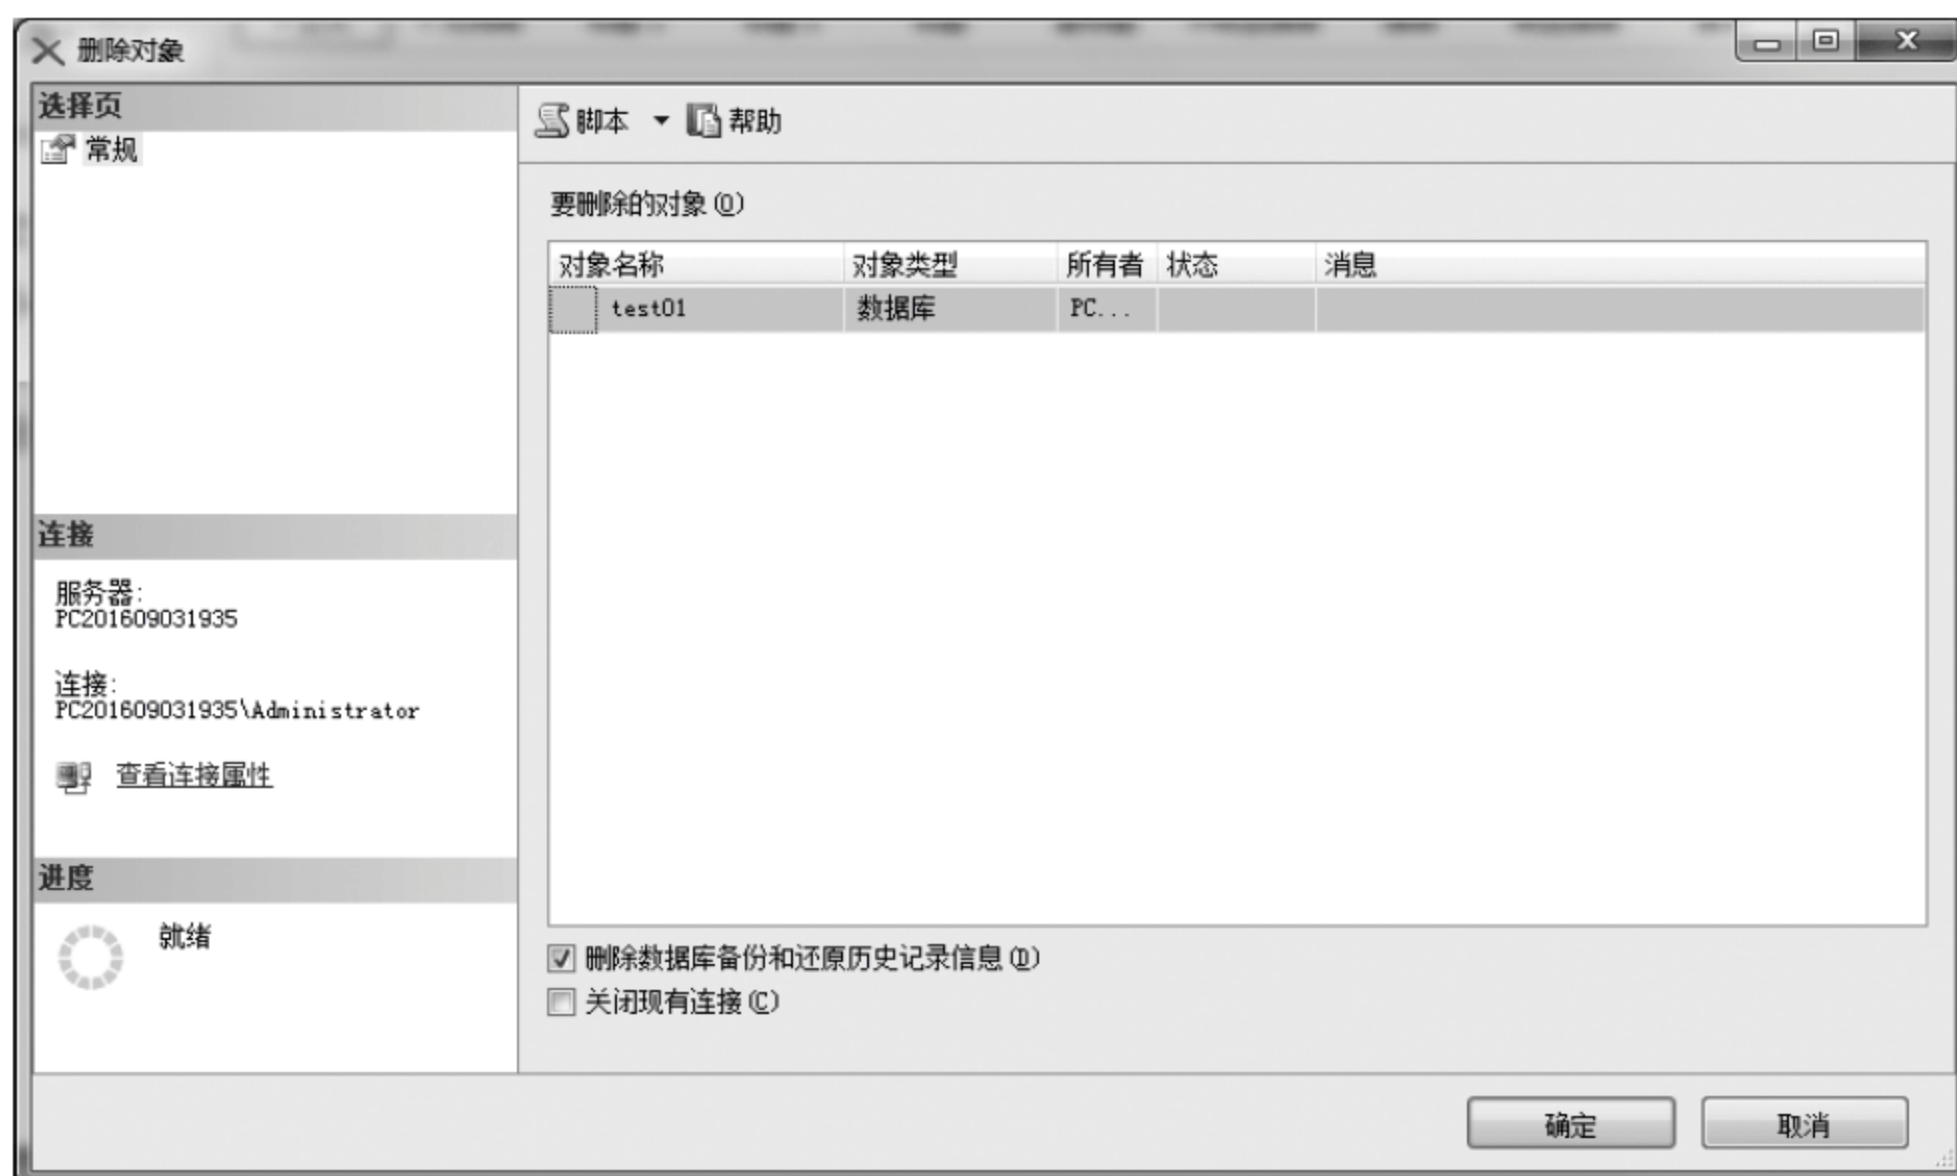 删除对象
选择页
常规
脚本 帮助
要删除的对象(O)
对象名称 对象类型 所有者 状态 消息
test01 数据库 PC...
连接
服务器:
PC201609031935
连接:
PC201609031935\Administrator
查看连接属性
进度
就绪
删除数据库备份和还原历史记录信息(D)
关闭现有连接(C)
确定 取消